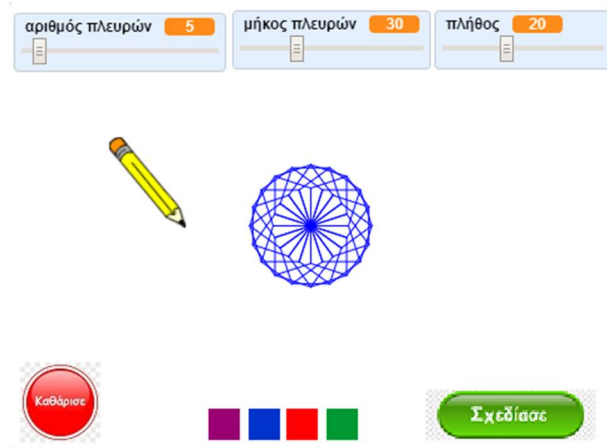 αριθμός πλευρών 5
μήκος πλευρών 30
πλήθος 20
Καθάρισε
Σχεδίασε